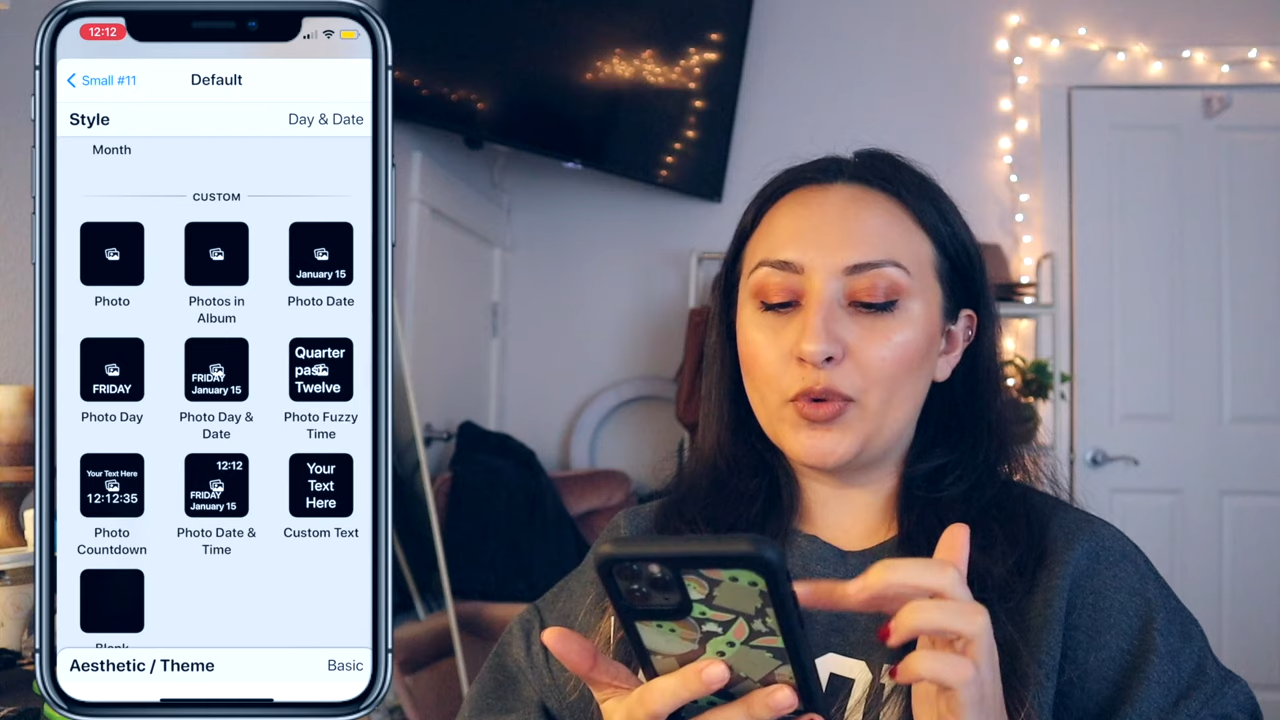 12:12
Small #11
Default
Style
Day & Date
Month
CUSTOM
January 15
Photo
Photos in
Album
Photo Date
FRIDAY
FRIDAY
January 15
Quarter
past
Twelve
Photo Day
Photo Day &
Date
Photo Fuzzy
Time
Your Text Here
12:12:35
12:12
FRIDAY
January 15
Your
Text
Here
Photo
Countdown
Photo Date &
Time
Custom Text
Blank
Aesthetic / Theme
Basic